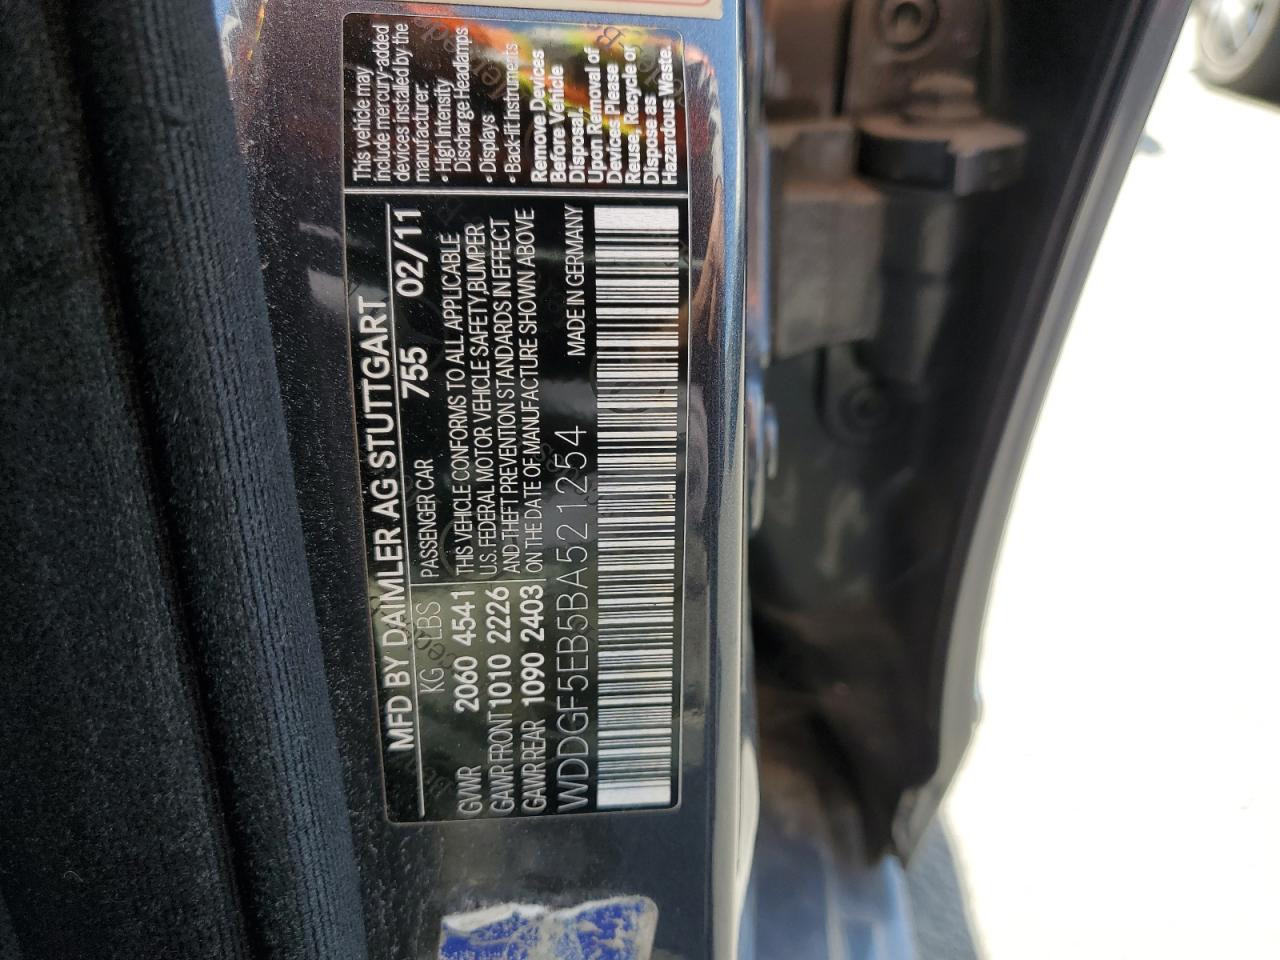 MFD BY DAIMLER AG STUTTGART
KG LBS PASSENGER CAR 755 02/11
GVWR 2060 4541
GAWR FRONT 1010 2226
GAWR REAR 1090 2403
THIS VEHICLE CONFORMS TO ALL APPLICABLE
U.S. FEDERAL MOTOR VEHICLE SAFETY, BUMPER
AND THEFT PREVENTION STANDARDS IN EFFECT
ON THE DATE OF MANUFACTURE SHOWN ABOVE
WDDGF5EB5BA521254 MADE IN GERMANY
This vehicle may
include mercury-added
devices installed by the
manufacturer:
• High Intensity
Discharge Headlamps
• Displays
• Back-lit Instruments
Remove Devices
Before Vehicle
Disposal.
Upon Removal of
Devices Please
Reuse, Recycle or
Dispose as
Hazardous Waste.